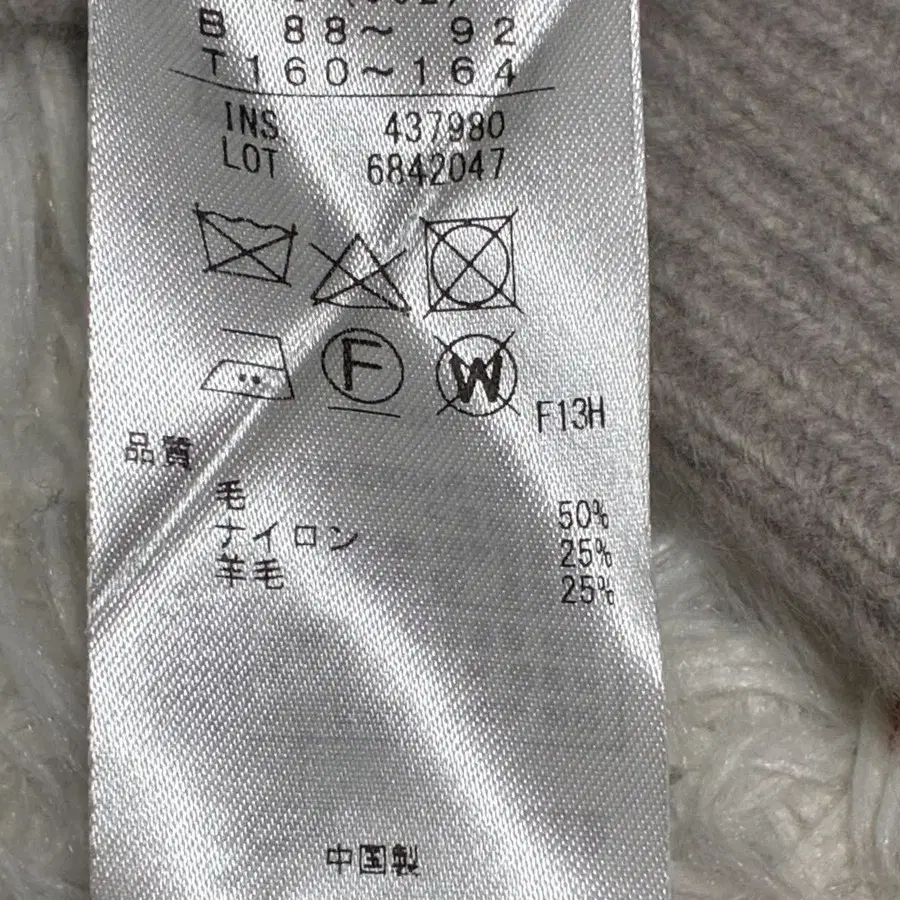 B 88～92
T 160～164
INS 437980
LOT 6842047
F W F13H
品質
毛 50%
ナイロン 25%
羊毛 25%
中国製